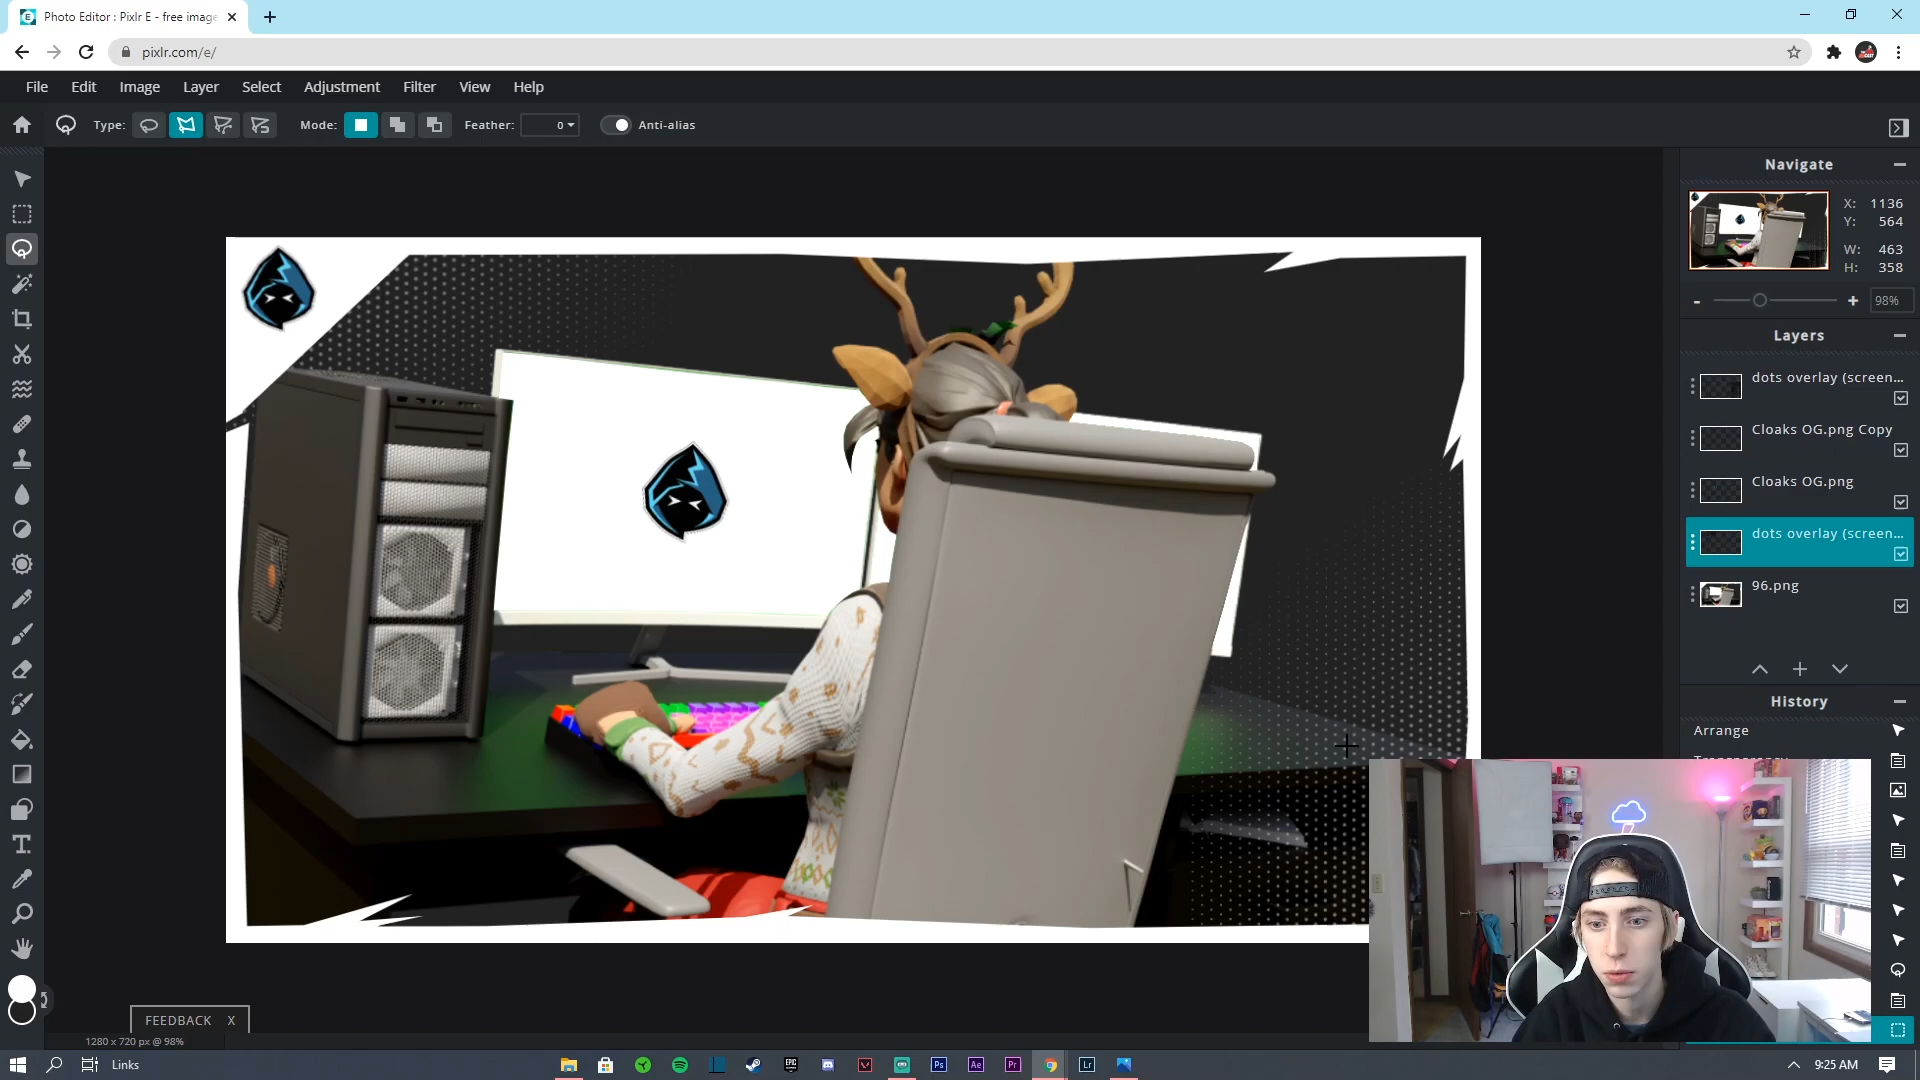 Photo Editor : Pixlr E - free image
pixlr.com/e/
File Edit Image Layer Select Adjustment Filter View Help
Type: Mode: Feather: 0 Anti-alias
Navigate
X: 1136
Y: 564
W: 463
H: 358
98%
Layers
dots overlay (screen...
Cloaks OG.png Copy
Cloaks OG.png
dots overlay (screen...
96.png
History
Arrange
FEEDBACK X
1280 x 720 px @ 98%
Links
9:25 AM